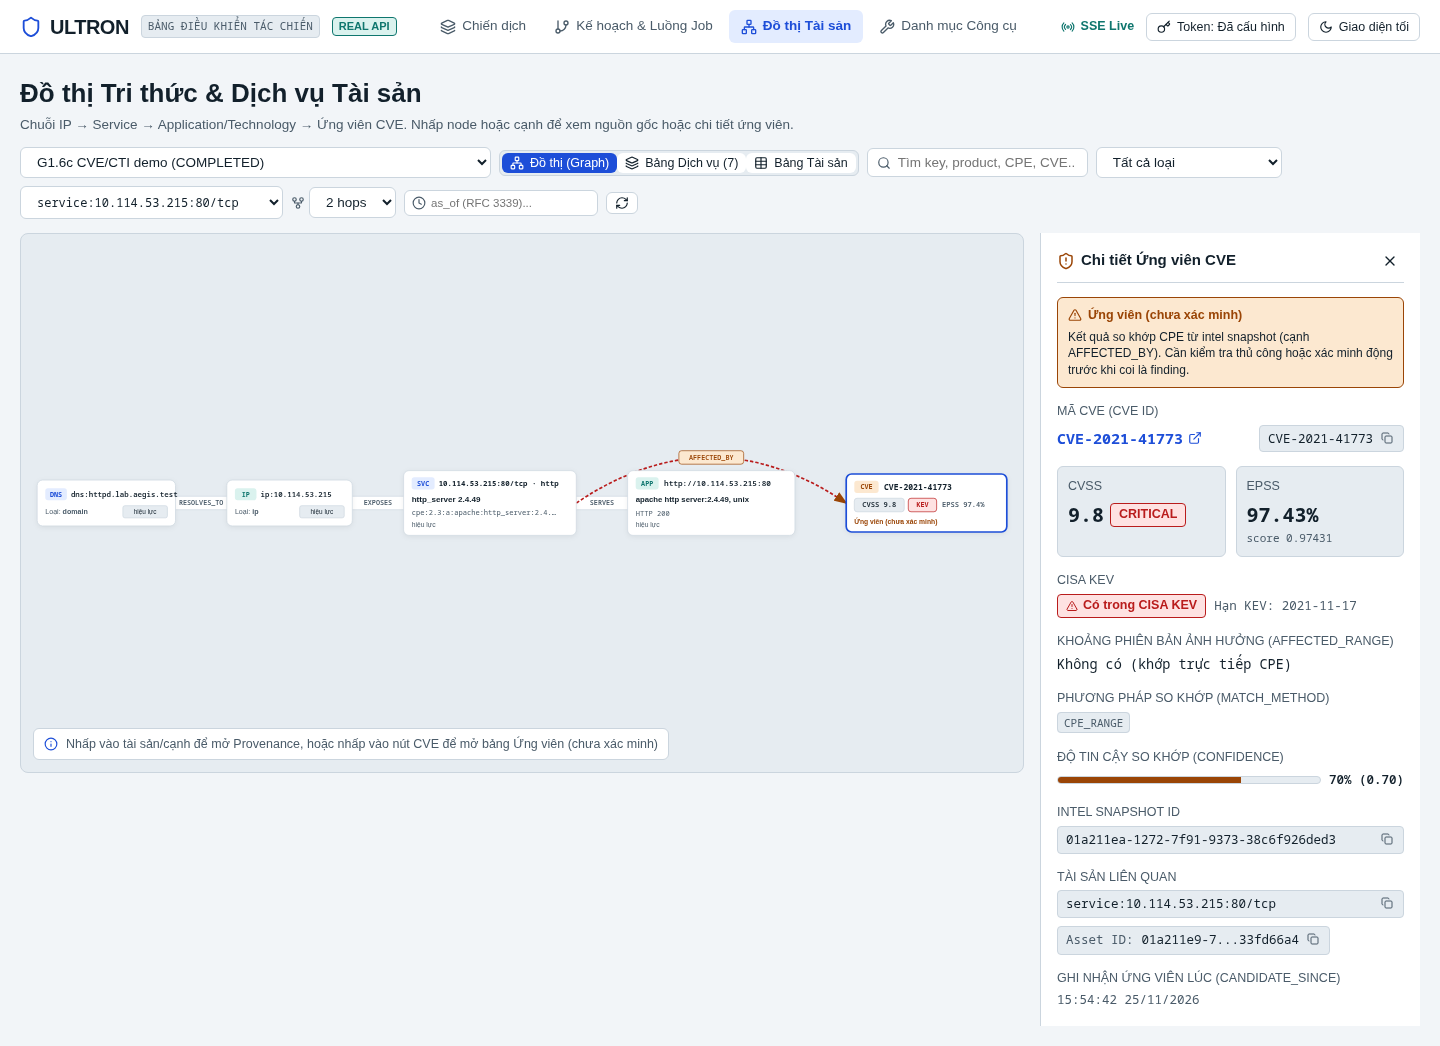 ULTRON
BẢNG ĐIỀU KHIỂN TÁC CHIẾN
REAL API
Chiến dịch
Kế hoạch & Luồng Job
Đồ thị Tài sản
Danh mục Công cụ
SSE Live
Token: Đã cấu hình
Giao diện tối
Đồ thị Tri thức & Dịch vụ Tài sản
Chuỗi IP → Service → Application/Technology → Ứng viên CVE. Nhấp node hoặc cạnh để xem nguồn gốc hoặc chi tiết ứng viên.
G1.6c CVE/CTI demo (COMPLETED)
Đồ thị (Graph)
Bảng Dịch vụ (7)
Bảng Tài sản
Tìm key, product, CPE, CVE..
Tất cả loại
service:10.114.53.215:80/tcp
2 hops
as_of (RFC 3339)...
DNS dns:httpd.lab.aegis.test
Loại: domain
hiệu lực
RESOLVES_TO
IP ip:10.114.53.215
Loại: ip
hiệu lực
EXPOSES
SVC 10.114.53.215:80/tcp · http
http_server 2.4.49
cpe:2.3:a:apache:http_server:2.4.…
hiệu lực
SERVES
AFFECTED_BY
APP http://10.114.53.215:80
apache http server:2.4.49, unix
HTTP 200
hiệu lực
CVE CVE-2021-41773
CVSS 9.8 KEV EPSS 97.4%
Ứng viên (chưa xác minh)
Nhấp vào tài sản/cạnh để mở Provenance, hoặc nhấp vào nút CVE để mở bảng Ứng viên (chưa xác minh)
Chi tiết Ứng viên CVE
Ứng viên (chưa xác minh)
Kết quả so khớp CPE từ intel snapshot (cạnh
AFFECTED_BY). Cần kiểm tra thủ công hoặc xác minh động
trước khi coi là finding.
MÃ CVE (CVE ID)
CVE-2021-41773
CVE-2021-41773
CVSS
9.8 CRITICAL
EPSS
97.43%
score 0.97431
CISA KEV
Có trong CISA KEV
Hạn KEV: 2021-11-17
KHOẢNG PHIÊN BẢN ẢNH HƯỞNG (AFFECTED_RANGE)
Không có (khớp trực tiếp CPE)
PHƯƠNG PHÁP SO KHỚP (MATCH_METHOD)
CPE_RANGE
ĐỘ TIN CẬY SO KHỚP (CONFIDENCE)
70% (0.70)
INTEL SNAPSHOT ID
01a211ea-1272-7f91-9373-38c6f926ded3
TÀI SẢN LIÊN QUAN
service:10.114.53.215:80/tcp
Asset ID: 01a211e9-7...33fd66a4
GHI NHẬN ỨNG VIÊN LÚC (CANDIDATE_SINCE)
15:54:42 25/11/2026